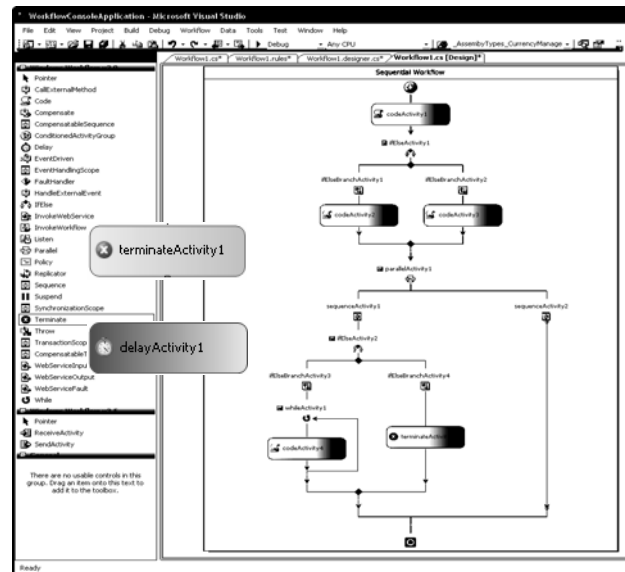 WorkflowConsoleApplication - Microsoft Visual Studio
File Edit View Project Build Debug Workflow Data Tools Test Window Help
Debug Any CPU _AssembyTypes_CurrencyManage
Workflow1.cs* Workflow1.rules* Workflow1.designer.cs* Workflow1.cs [Design]*
Pointer
CallExternalMethod
Code
Compensate
CompensatableSequence
ConditionedActivityGroup
Delay
EventDriven
EventHandlingScope
FaultHandler
HandleExternalEvent
IfElse
InvokeWebService
InvokeWorkflow
Listen
Parallel
Policy
Replicator
Sequence
Suspend
SynchronizationScope
Terminate
Throw
TransactionScop
CompensatableT
WebServiceInpu
WebServiceOutput
WebServiceFault
While
Pointer
ReceiveActivity
SendActivity
There are no usable controls in this
group. Drag an item onto this text to
add it to the toolbox.
terminateActivity1
delayActivity1
Sequential Workflow
codeActivity1
ifElseActivity1
ifElseBranchActivity1 ifElseBranchActivity2
codeActivity2 codeActivity3
parallelActivity1
sequenceActivity1 sequenceActivity2
ifElseActivity2
ifElseBranchActivity3 ifElseBranchActivity4
whileActivity1
codeActivity4 terminateActivi
Ready